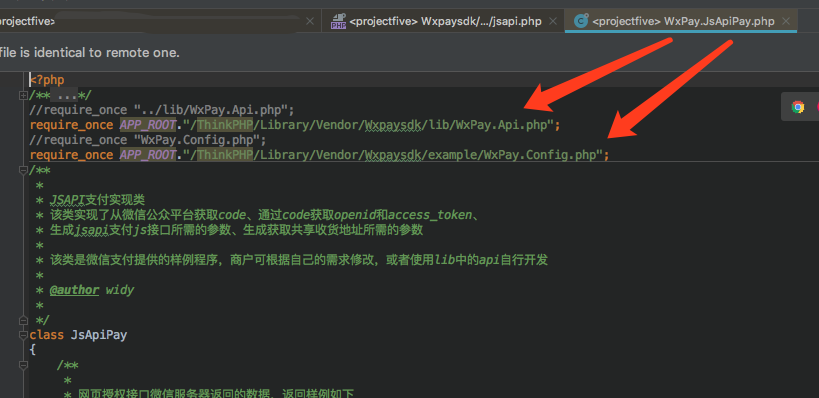 <projectfive>
<projectfive> Wxpaysdk/.../jsapi.php
<projectfive> WxPay.JsApiPay.php
file is identical to remote one.
<?php
/** ...*/
//require_once "../lib/WxPay.Api.php";
require_once APP_ROOT."/ThinkPHP/Library/Vendor/Wxpaysdk/lib/WxPay.Api.php";
//require_once "WxPay.Config.php";
require_once APP_ROOT."/ThinkPHP/Library/Vendor/Wxpaysdk/example/WxPay.Config.php";
/**
*
* JSAPI支付实现类
* 该类实现了从微信公众平台获取code、通过code获取openid和access_token、
* 生成jsapi支付js接口所需的参数、生成获取共享收货地址所需的参数
*
* 该类是微信支付提供的样例程序，商户可根据自己的需求修改，或者使用lib中的api自行开发
*
* @author widy
*
*/
class JsApiPay
{
/**
*
* 网页授权接口微信服务器返回的数据，返回样例如下